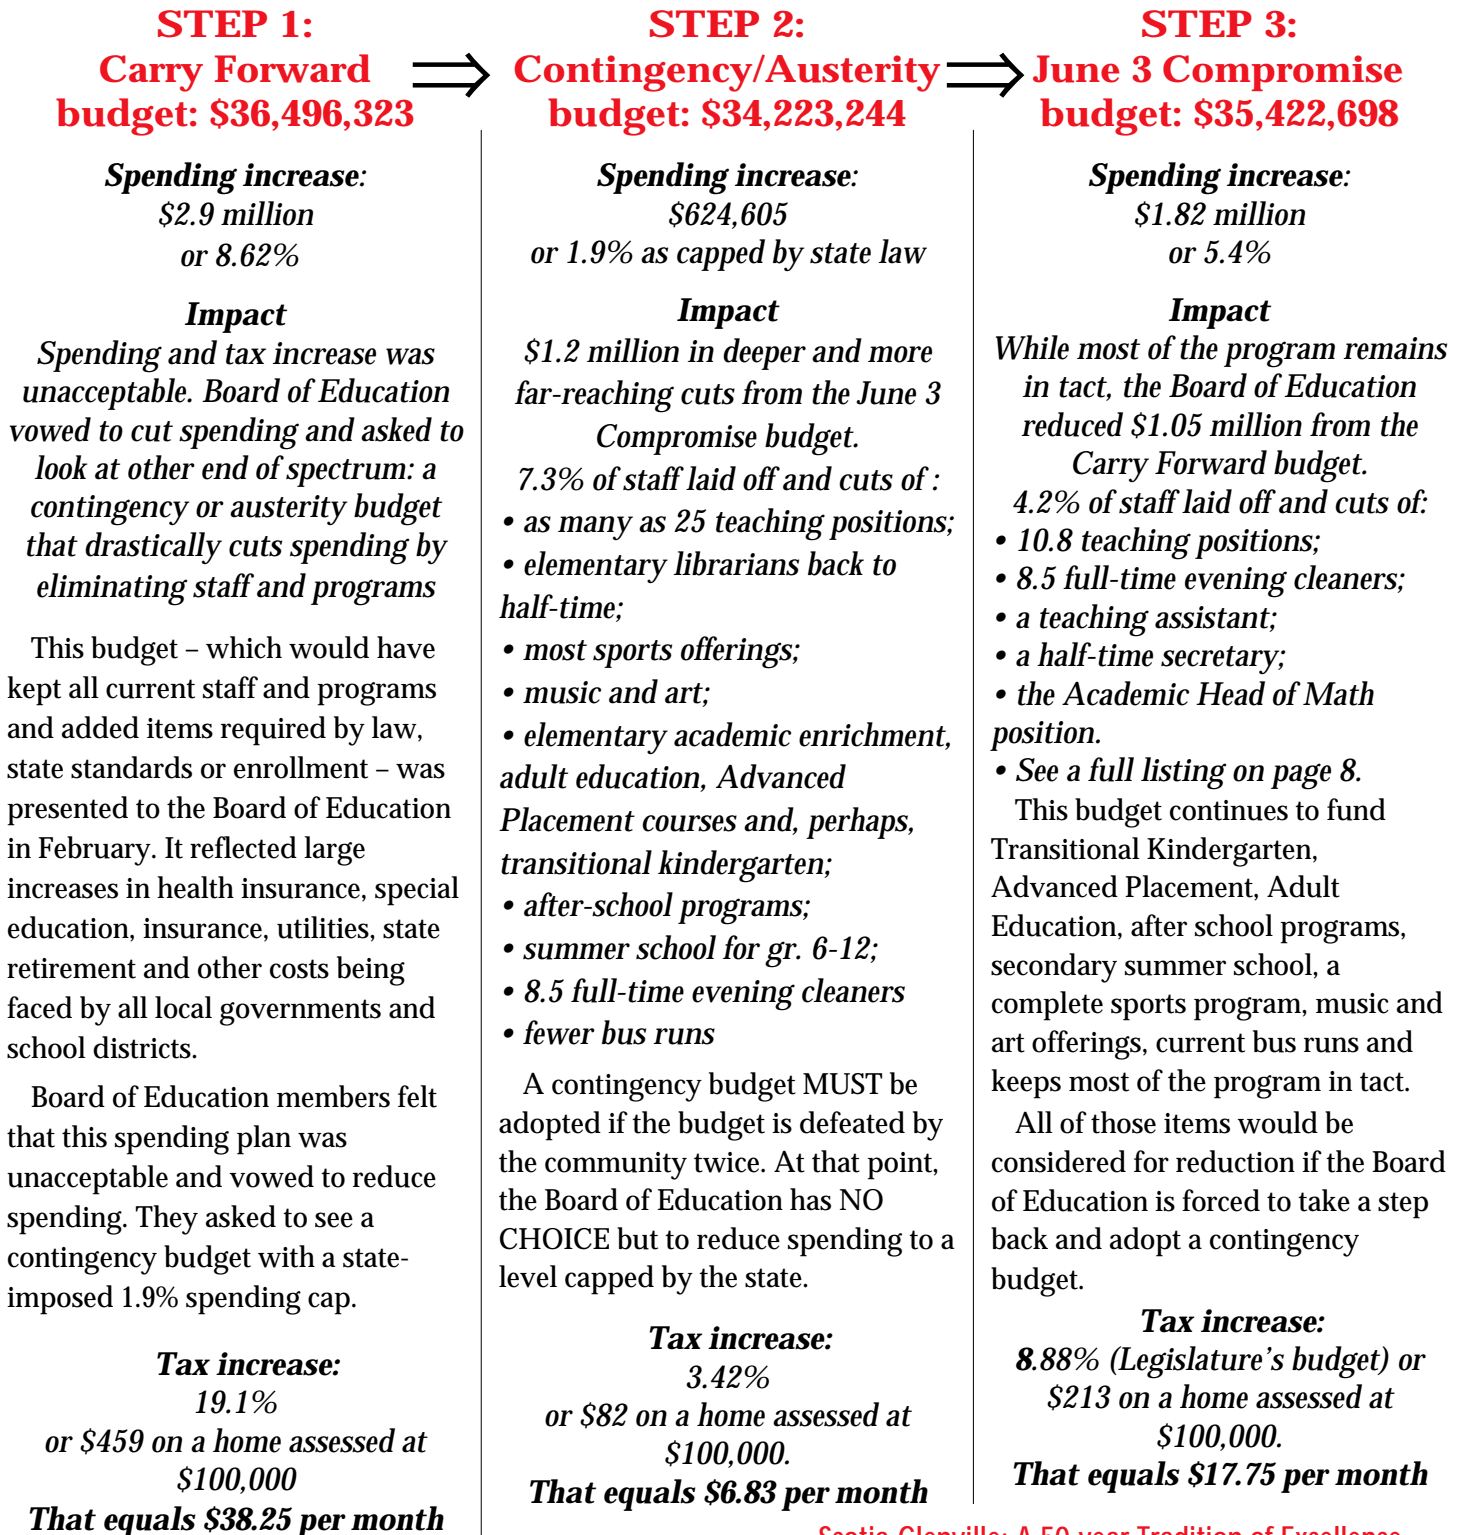 STEP 1:
Carry Forward
budget: $36,496,323
Spending increase:
$2.9 million
or 8.62%
Impact
Spending and tax increase was
unacceptable. Board of Education
vowed to cut spending and asked to
look at other end of spectrum: a
contingency or austerity budget
that drastically cuts spending by
eliminating staff and programs
This budget – which would have
kept all current staff and programs
and added items required by law,
state standards or enrollment – was
presented to the Board of Education
in February. It reflected large
increases in health insurance, special
education, insurance, utilities, state
retirement and other costs being
faced by all local governments and
school districts.
Board of Education members felt
that this spending plan was
unacceptable and vowed to reduce
spending. They asked to see a
contingency budget with a state-
imposed 1.9% spending cap.
Tax increase:
19.1%
or $459 on a home assessed at
$100,000
That equals $38.25 per month
STEP 2:
Contingency/Austerity
budget: $34,223,244
Spending increase:
$624,605
or 1.9% as capped by state law
Impact
$1.2 million in deeper and more
far-reaching cuts from the June 3
Compromise budget.
7.3% of staff laid off and cuts of :
• as many as 25 teaching positions;
• elementary librarians back to
half-time;
• most sports offerings;
• music and art;
• elementary academic enrichment,
adult education, Advanced
Placement courses and, perhaps,
transitional kindergarten;
• after-school programs;
• summer school for gr. 6-12;
• 8.5 full-time evening cleaners
• fewer bus runs
A contingency budget MUST be
adopted if the budget is defeated by
the community twice. At that point,
the Board of Education has NO
CHOICE but to reduce spending to a
level capped by the state.
Tax increase:
3.42%
or $82 on a home assessed at
$100,000.
That equals $6.83 per month
STEP 3:
June 3 Compromise
budget: $35,422,698
Spending increase:
$1.82 million
or 5.4%
Impact
While most of the program remains
in tact, the Board of Education
reduced $1.05 million from the
Carry Forward budget.
4.2% of staff laid off and cuts of:
• 10.8 teaching positions;
• 8.5 full-time evening cleaners;
• a teaching assistant;
• a half-time secretary;
• the Academic Head of Math
position.
• See a full listing on page 8.
This budget continues to fund
Transitional Kindergarten,
Advanced Placement, Adult
Education, after school programs,
secondary summer school, a
complete sports program, music and
art offerings, current bus runs and
keeps most of the program in tact.
All of those items would be
considered for reduction if the Board
of Education is forced to take a step
back and adopt a contingency
budget.
Tax increase:
8.88% (Legislature's budget) or
$213 on a home assessed at
$100,000.
That equals $17.75 per month
Scotia-Glenville: A 50-year Tradition of Excellence